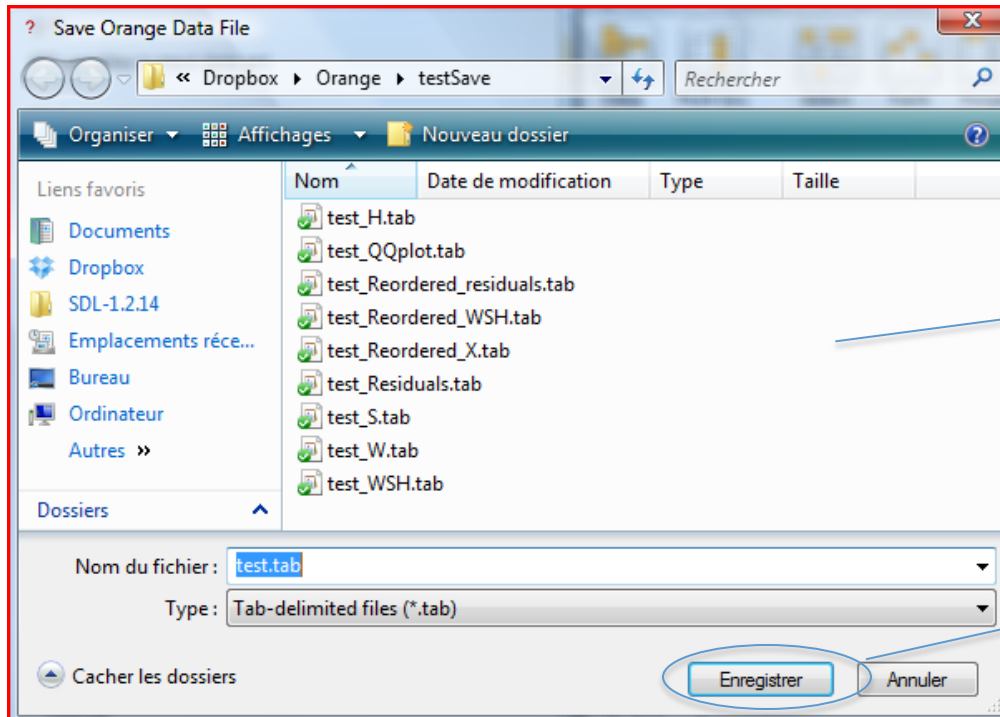 ? Save Orange Data File
« Dropbox Orange testSave Rechercher
Organiser Affichages Nouveau dossier
Liens favoris
Documents
Dropbox
SDL-1.2.14
Emplacements réce...
Bureau
Ordinateur
Autres »
Dossiers
Nom Date de modification Type Taille
test_H.tab
test_QQplot.tab
test_Reordered_residuals.tab
test_Reordered_WSH.tab
test_Reordered_X.tab
test_Residuals.tab
test_S.tab
test_W.tab
test_WSH.tab
Nom du fichier : test.tab
Type : Tab-delimited files (*.tab)
Cacher les dossiers Enregistrer Annuler